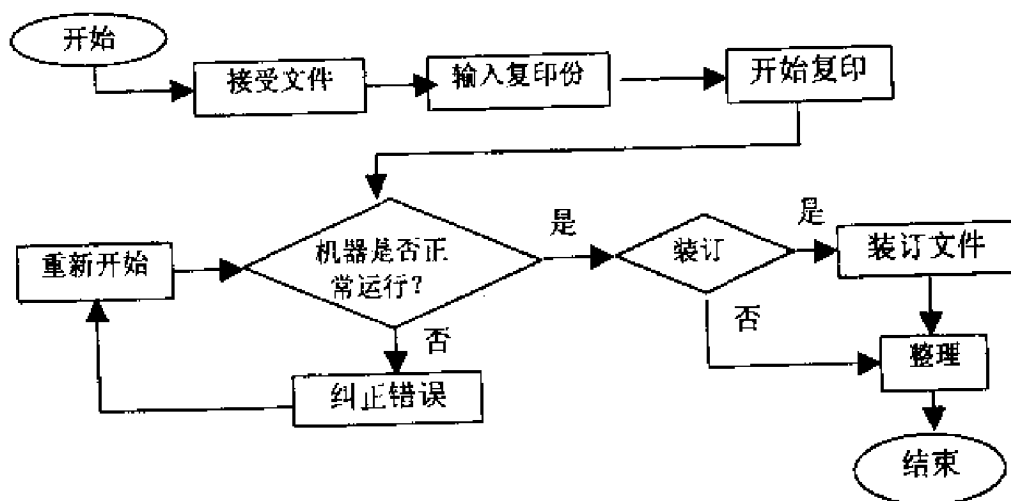 开始
接受文件
输入复印份
开始复印
机器是否正
常运行?
是
装订
是
装订文件
重新开始
否
否
整理
纠正错误
结束